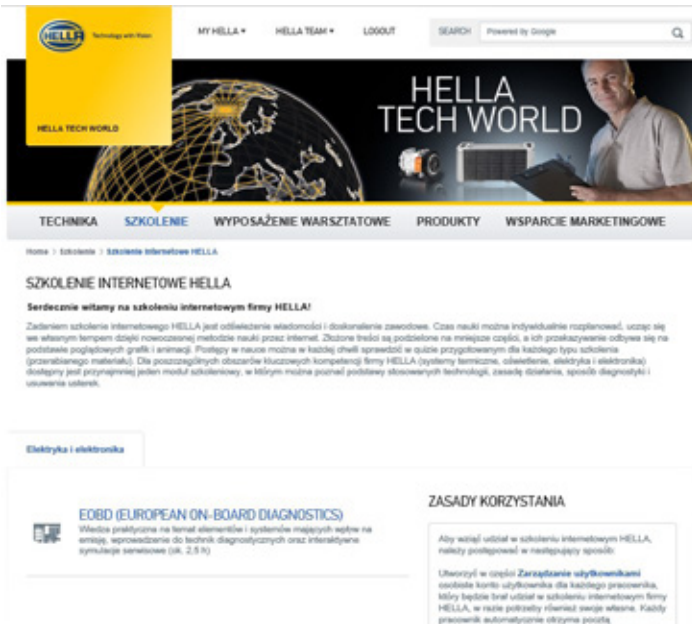 HELLA
Technology with Vision
HELLA TECH WORLD
MY HELLA ▾
HELLA TEAM ▾
LOGOUT
SEARCH
Powered by Google
HELLA
TECH WORLD
TECHNIKA
SZKOLENIE
WYPOSAŻENIE WARSZTATOWE
PRODUKTY
WSPARCIE MARKETINGOWE
Home > Szkolenie > Szkolenie Internetowe HELLA
SZKOLENIE INTERNETOWE HELLA
Serdecznie witamy na szkoleniu internetowym firmy HELLA!
Zadaniem szkolenie internetowego HELLA jest odświeżenie wiadomości i doskonalenie zawodowe. Czas nauki można indywidualnie rozplanować, ucząc się
we własnym tempem dzięki nowoczesnej metodzie nauki przez internet. Złożone treści są podzielone na mniejsze części, a ich przekazywanie odbywa się na
podstawie poglądowych grafik i animacji. Postępy w nauce można w każdej chwili sprawdzić w quizie przygotowanym dla każdego typu szkolenia
(przerabianego materiału). Dla poszczególnych obszarów kluczowych kompetencji firmy HELLA (systemy termiczne, oświetlenie, elektryka i elektronika)
dostępny jest przynajmniej jeden moduł szkoleniowy, w którym można poznać podstawy stosowanych technologii, zasadę działania, sposób diagnostyki i
usuwania usterek.
Elektryka i elektronika
EOBD (EUROPEAN ON-BOARD DIAGNOSTICS)
Wiedza praktyczna na temat elementów i systemów mających wpływ na
emisję, wprowadzenie do technik diagnostycznych oraz interaktywne
symulacje serwisowe (ok. 2,5 h)
ZASADY KORZYSTANIA
Aby wziąć udział w szkoleniu internetowym HELLA,
należy postępować w następujący sposób:
Utworzyć w części Zarządzanie użytkownikami
osobiste konto użytkownika dla każdego pracownika,
który będzie brał udział w szkoleniu internetowym firmy
HELLA, w razie potrzeby również swoje własne. Każdy
pracownik automatycznie otrzyma pocztą